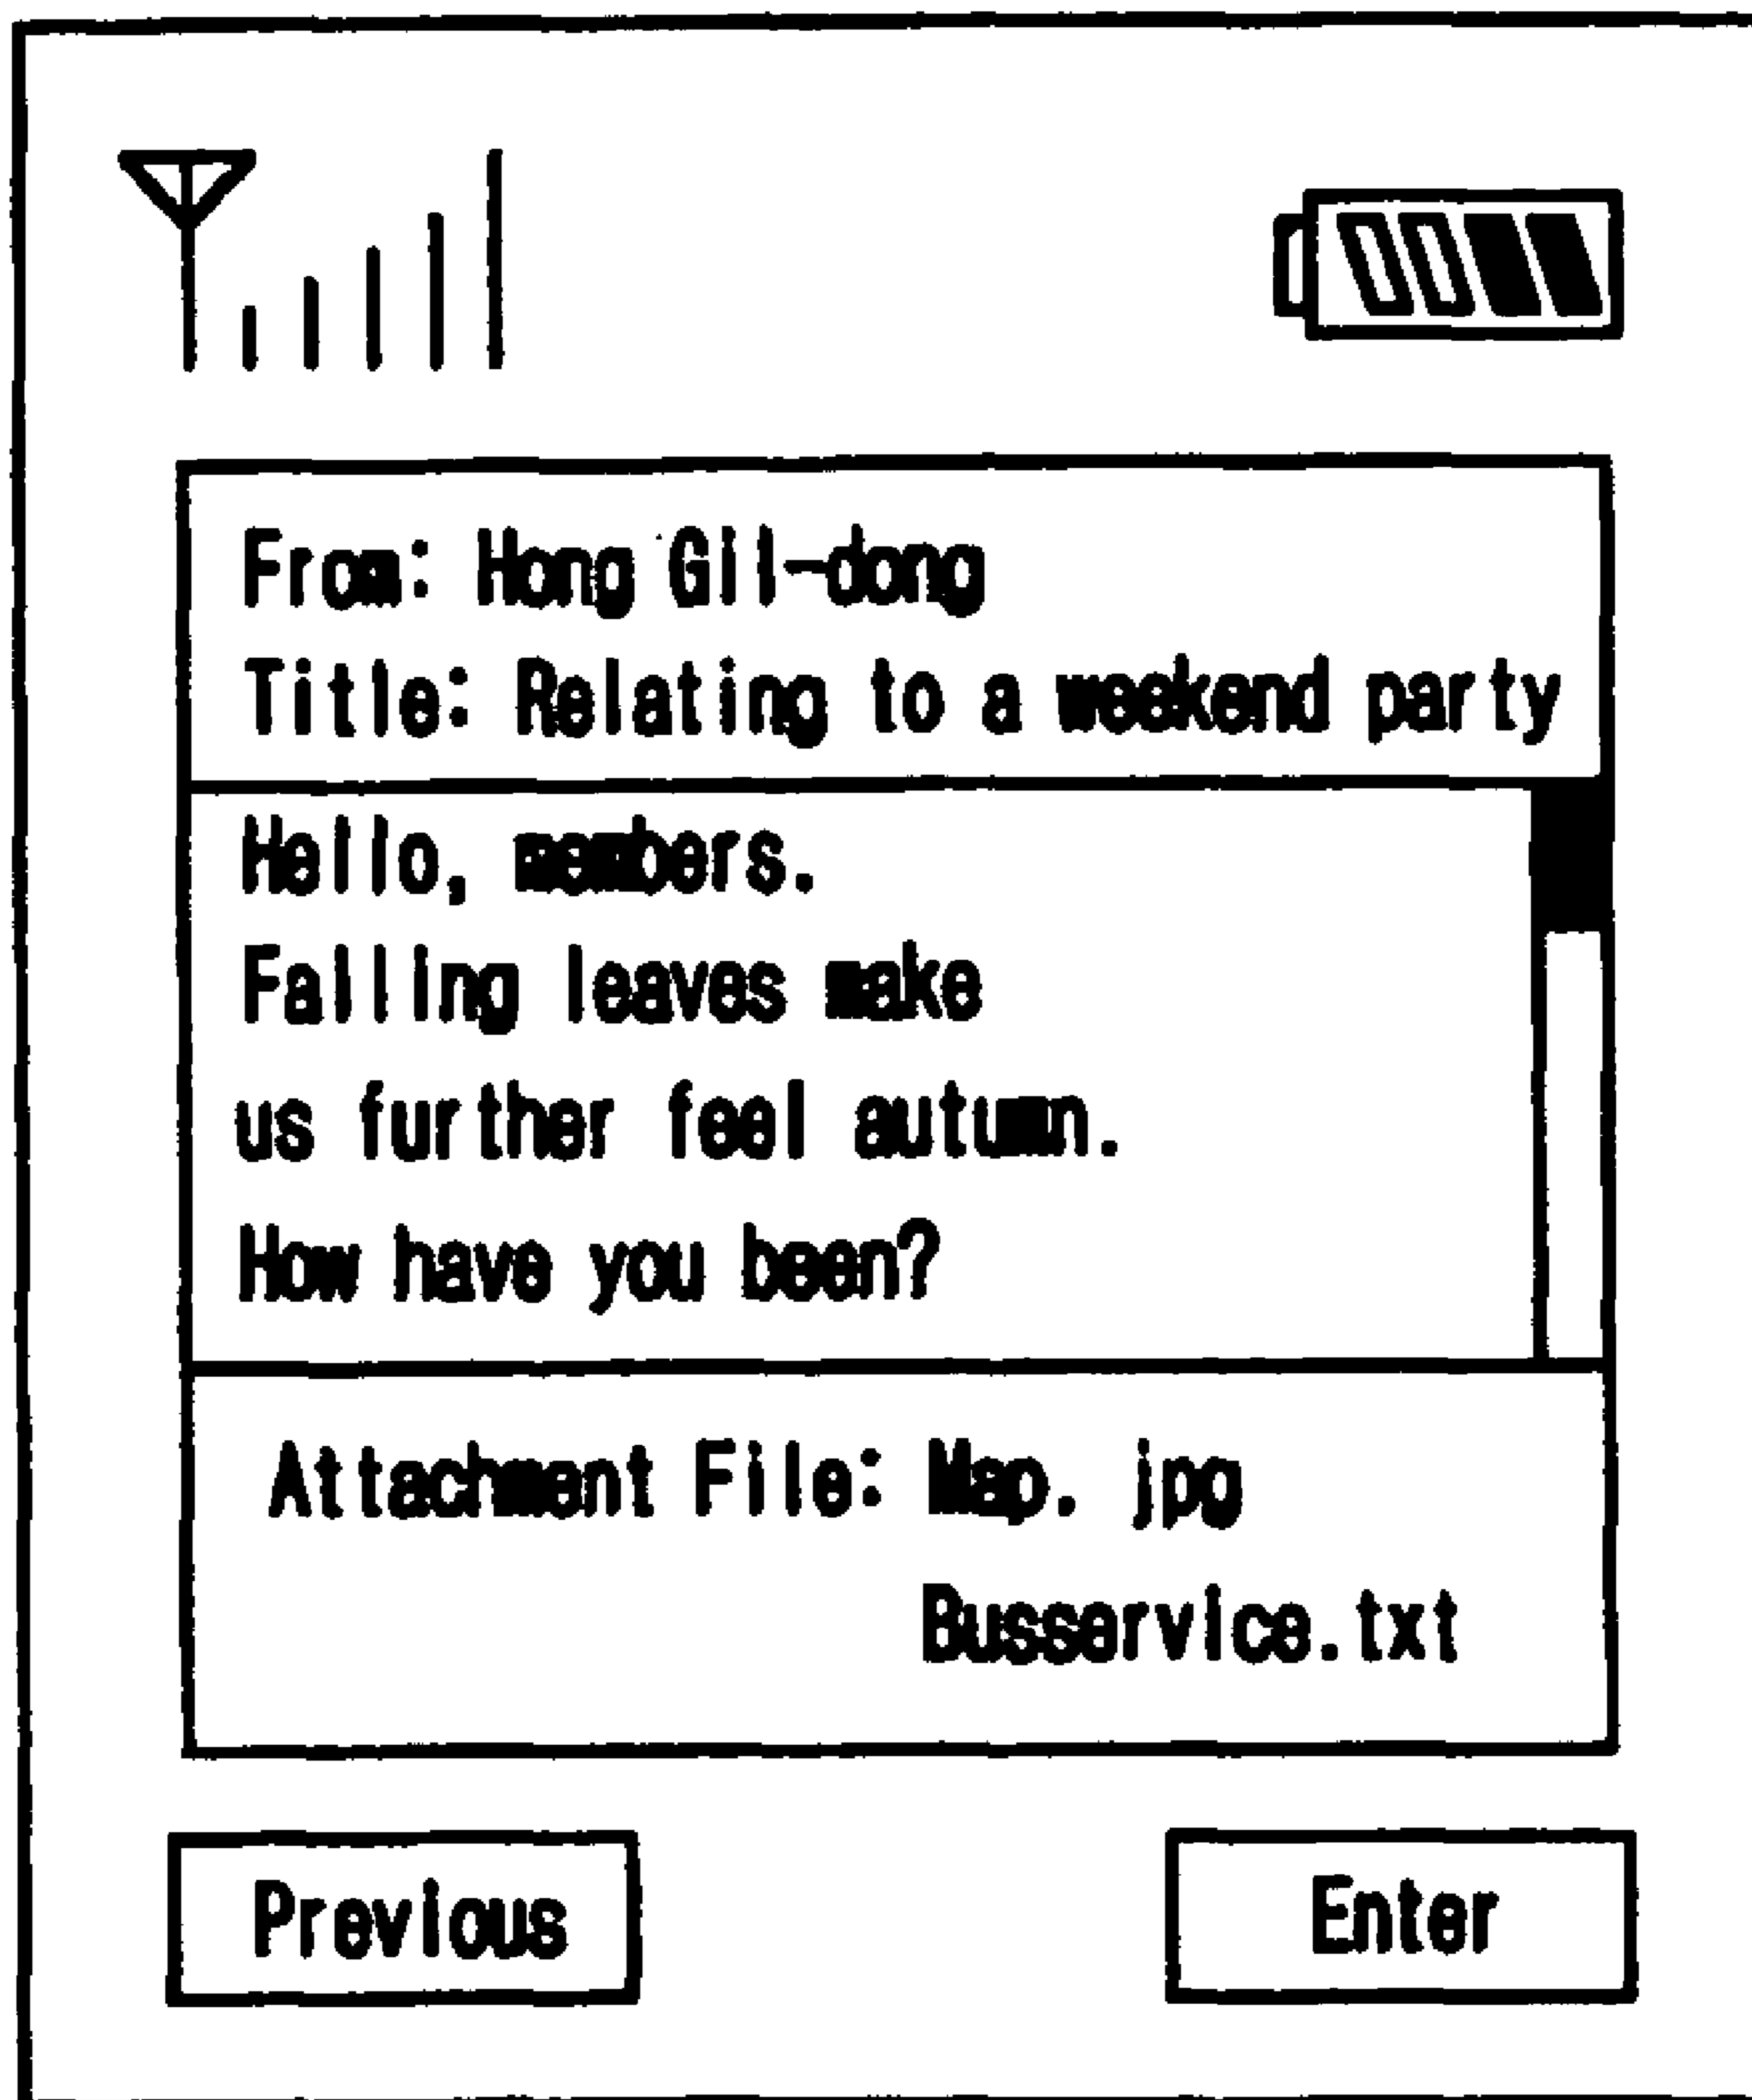 From: Hong Gil-dong
Title: Relating to a weekend party
Hello, members.
Falling leaves make
us further feel autumn.
How have you been?
Attachment File: Map. jpg
Busservice.txt
Previous
Enter